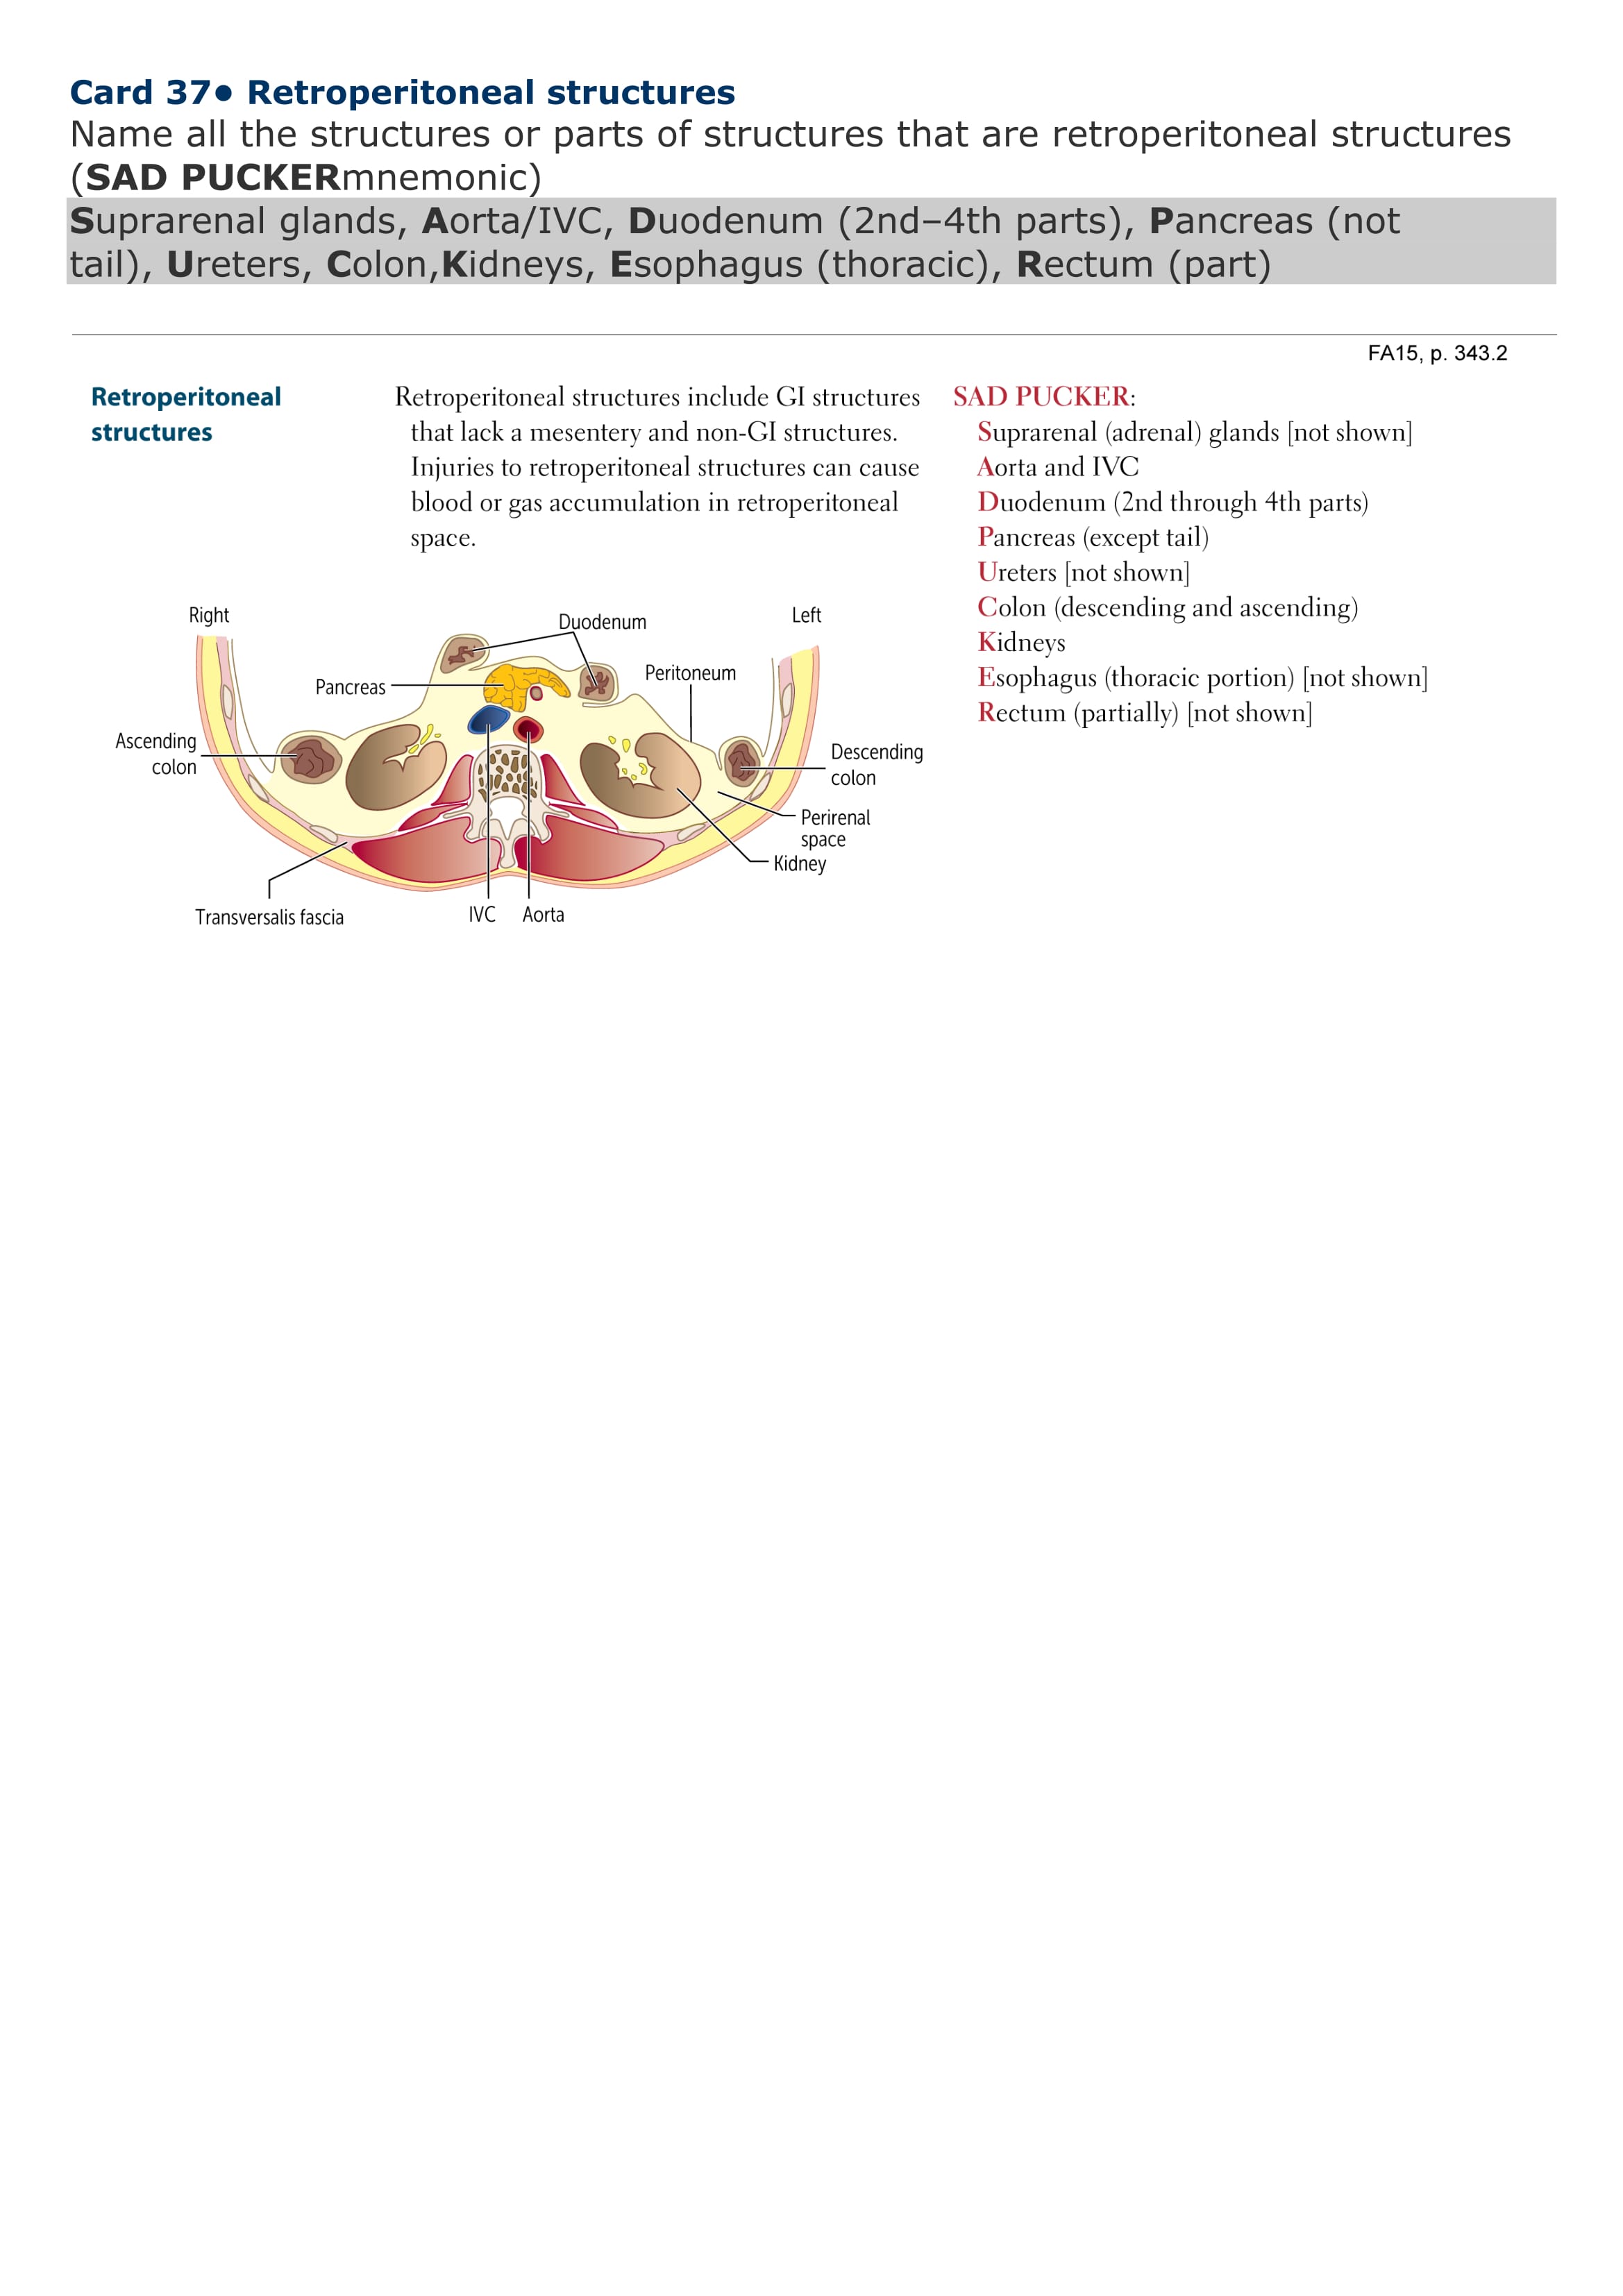 Card 37• Retroperitoneal structures
Name all the structures or parts of structures that are retroperitoneal structures
(SAD PUCKERmnemonic)
Suprarenal glands, Aorta/IVC, Duodenum (2nd–4th parts), Pancreas (not
tail), Ureters, Colon,Kidneys, Esophagus (thoracic), Rectum (part)
FA15, p. 343.2
Retroperitoneal
structures
Retroperitoneal structures include GI structures
that lack a mesentery and non-GI structures.
Injuries to retroperitoneal structures can cause
blood or gas accumulation in retroperitoneal
space.
SAD PUCKER:
Suprarenal (adrenal) glands [not shown]
Aorta and IVC
Duodenum (2nd through 4th parts)
Pancreas (except tail)
Ureters [not shown]
Colon (descending and ascending)
Kidneys
Esophagus (thoracic portion) [not shown]
Rectum (partially) [not shown]
Right
Duodenum
Left
Pancreas
Peritoneum
Ascending
colon
Descending
colon
Perirenal
space
Kidney
Transversalis fascia
IVC
Aorta